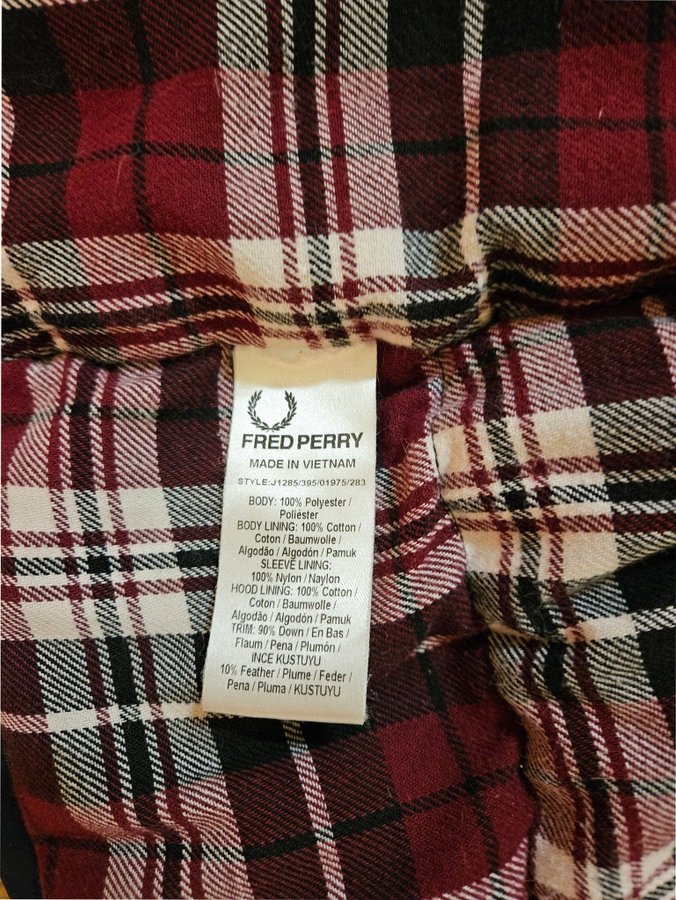 FRED PERRY
MADE IN VIETNAM
STYLE:J1285/395/01975/283
BODY: 100% Polyester /
Poliéster
BODY LINING: 100% Cotton /
Coton / Baumwolle /
Algodão / Algodón / Pamuk
SLEEVE LINING:
100% Nylon / Naylon
HOOD LINING: 100% Cotton /
Coton / Baumwolle /
Algodão / Algodón / Pamuk
TRIM: 90% Down / En Bas /
Flaum / Pena / Plumón /
INCE KUSTUYU
10% Feather / Plume / Feder /
Pena / Pluma / KUSTUYU